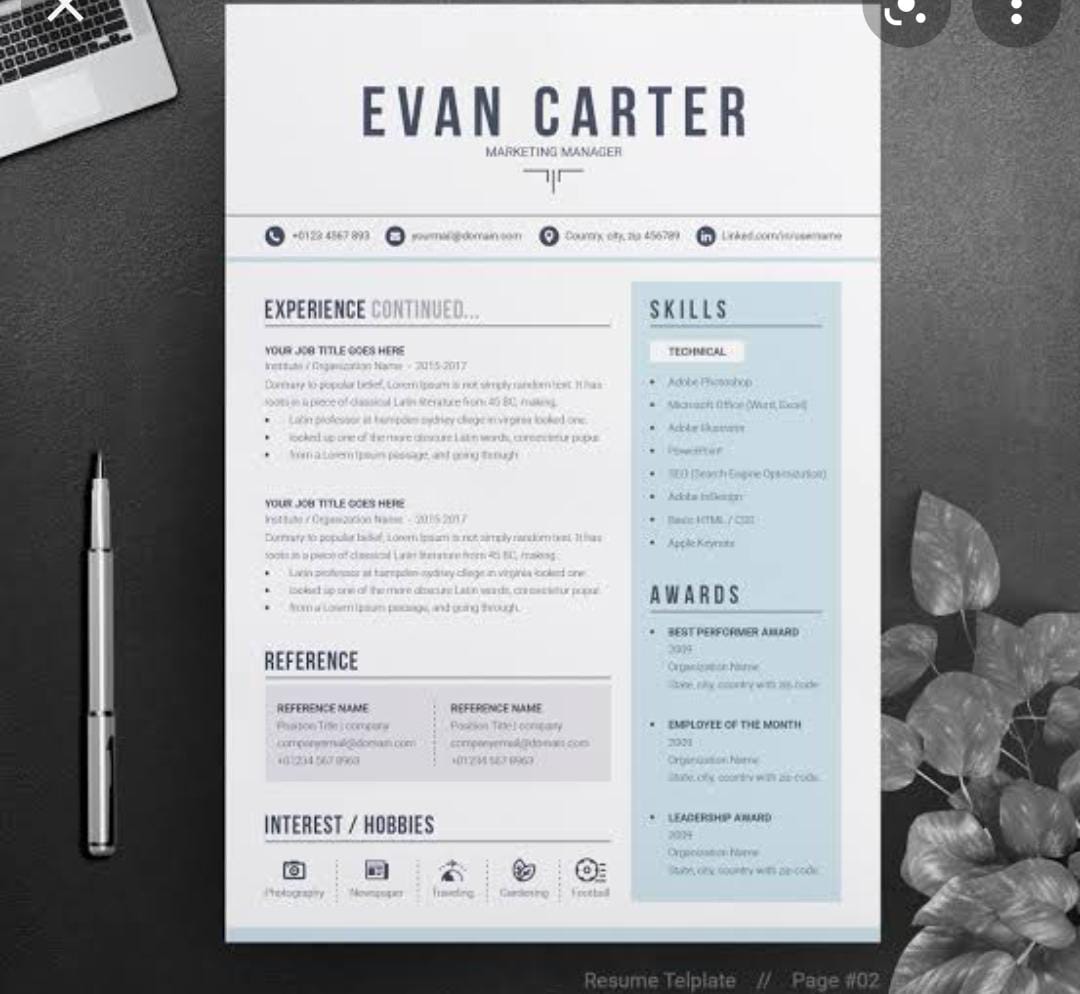 EVAN CARTER
MARKETING MANAGER
+0123 4567 893
yourmail@domain.com
Country, city, zip 456789
Linked.com/in/username
EXPERIENCE CONTINUED...
YOUR JOB TITLE GOES HERE
Institute / Organization Name - 2015-2017
Contrary to popular belief, Lorem Ipsum is not simply random text. It has
roots in a piece of classical Latin literature from 45 BC, making.
• Latin professor at hampden-sydney cllege in virginia looked one.
• looked up one of the more obscure Latin words, consectetur popur.
• from a Lorem Ipsum passage, and going through
YOUR JOB TITLE GOES HERE
Institute / Organization Name - 2015-2017
Contrary to popular belief, Lorem Ipsum is not simply random text. It has
roots in a piece of classical Latin literature from 45 BC, making.
• Latin professor at hampden-sydney cllege in virginia looked one.
• looked up one of the more obscure Latin words, consectetur popur.
• from a Lorem Ipsum passage, and going through.
REFERENCE
REFERENCE NAME
Position Title | company
companyemail@domain.com
+01234 567 8963
REFERENCE NAME
Position Title | company
companyemail@domain.com
+01234 567 8963
INTEREST / HOBBIES
Photography
Newspaper
Traveling
Gardening
Football
SKILLS
TECHNICAL
• Adobe Photoshop
• Microsoft Office (Word, Excel)
• Adobe Illustrator
• PowerPoint
• SEO (Search Engine Optimization)
• Adobe InDesign
• Basic HTML / CSS
• Apple Keynote
AWARDS
• BEST PERFORMER AWARD
2009
Organization Name
State, city, country with zip code
• EMPLOYEE OF THE MONTH
2009
Organization Name
State, city, country with zip code
• LEADERSHIP AWARD
2009
Organization Name
State, city, country with zip code
Resume Telplate // Page #02